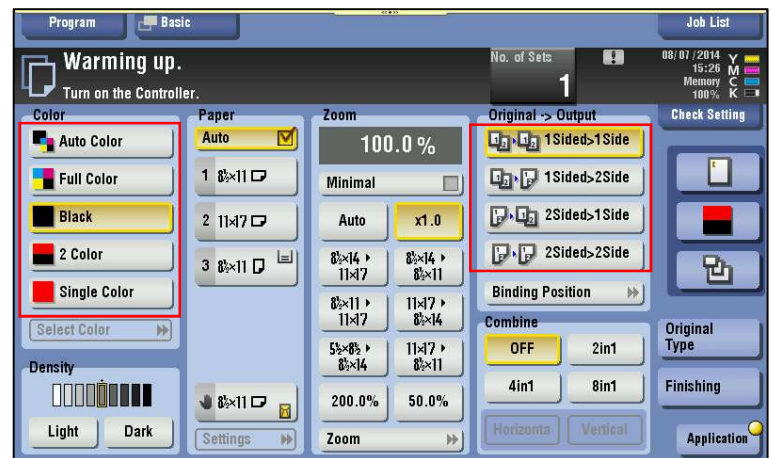 Program
Basic
Job List
Warming up.
Turn on the Controller.
No. of Sets
1
08/07/2014
15:26
Memory
100%
Y
M
C
K
Color
Auto Color
Full Color
Black
2 Color
Single Color
Select Color
Density
Light
Dark
Paper
Auto
1 8½×11
2 11×17
3 8½×11
8½×11
Settings
Zoom
100.0 %
Minimal
Auto
x1.0
8½×14 ▸
11×17
8½×14 ▸
8½×11
8½×11 ▸
11×17
11×17 ▸
8½×14
5½×8½ ▸
8½×14
11×17 ▸
8½×11
200.0%
50.0%
Zoom
Original -> Output
1Sided>1Side
1Sided>2Side
2Sided>1Side
2Sided>2Side
Binding Position
Combine
OFF
2in1
4in1
8in1
Horizonta
Vertical
Check Setting
Original
Type
Finishing
Application